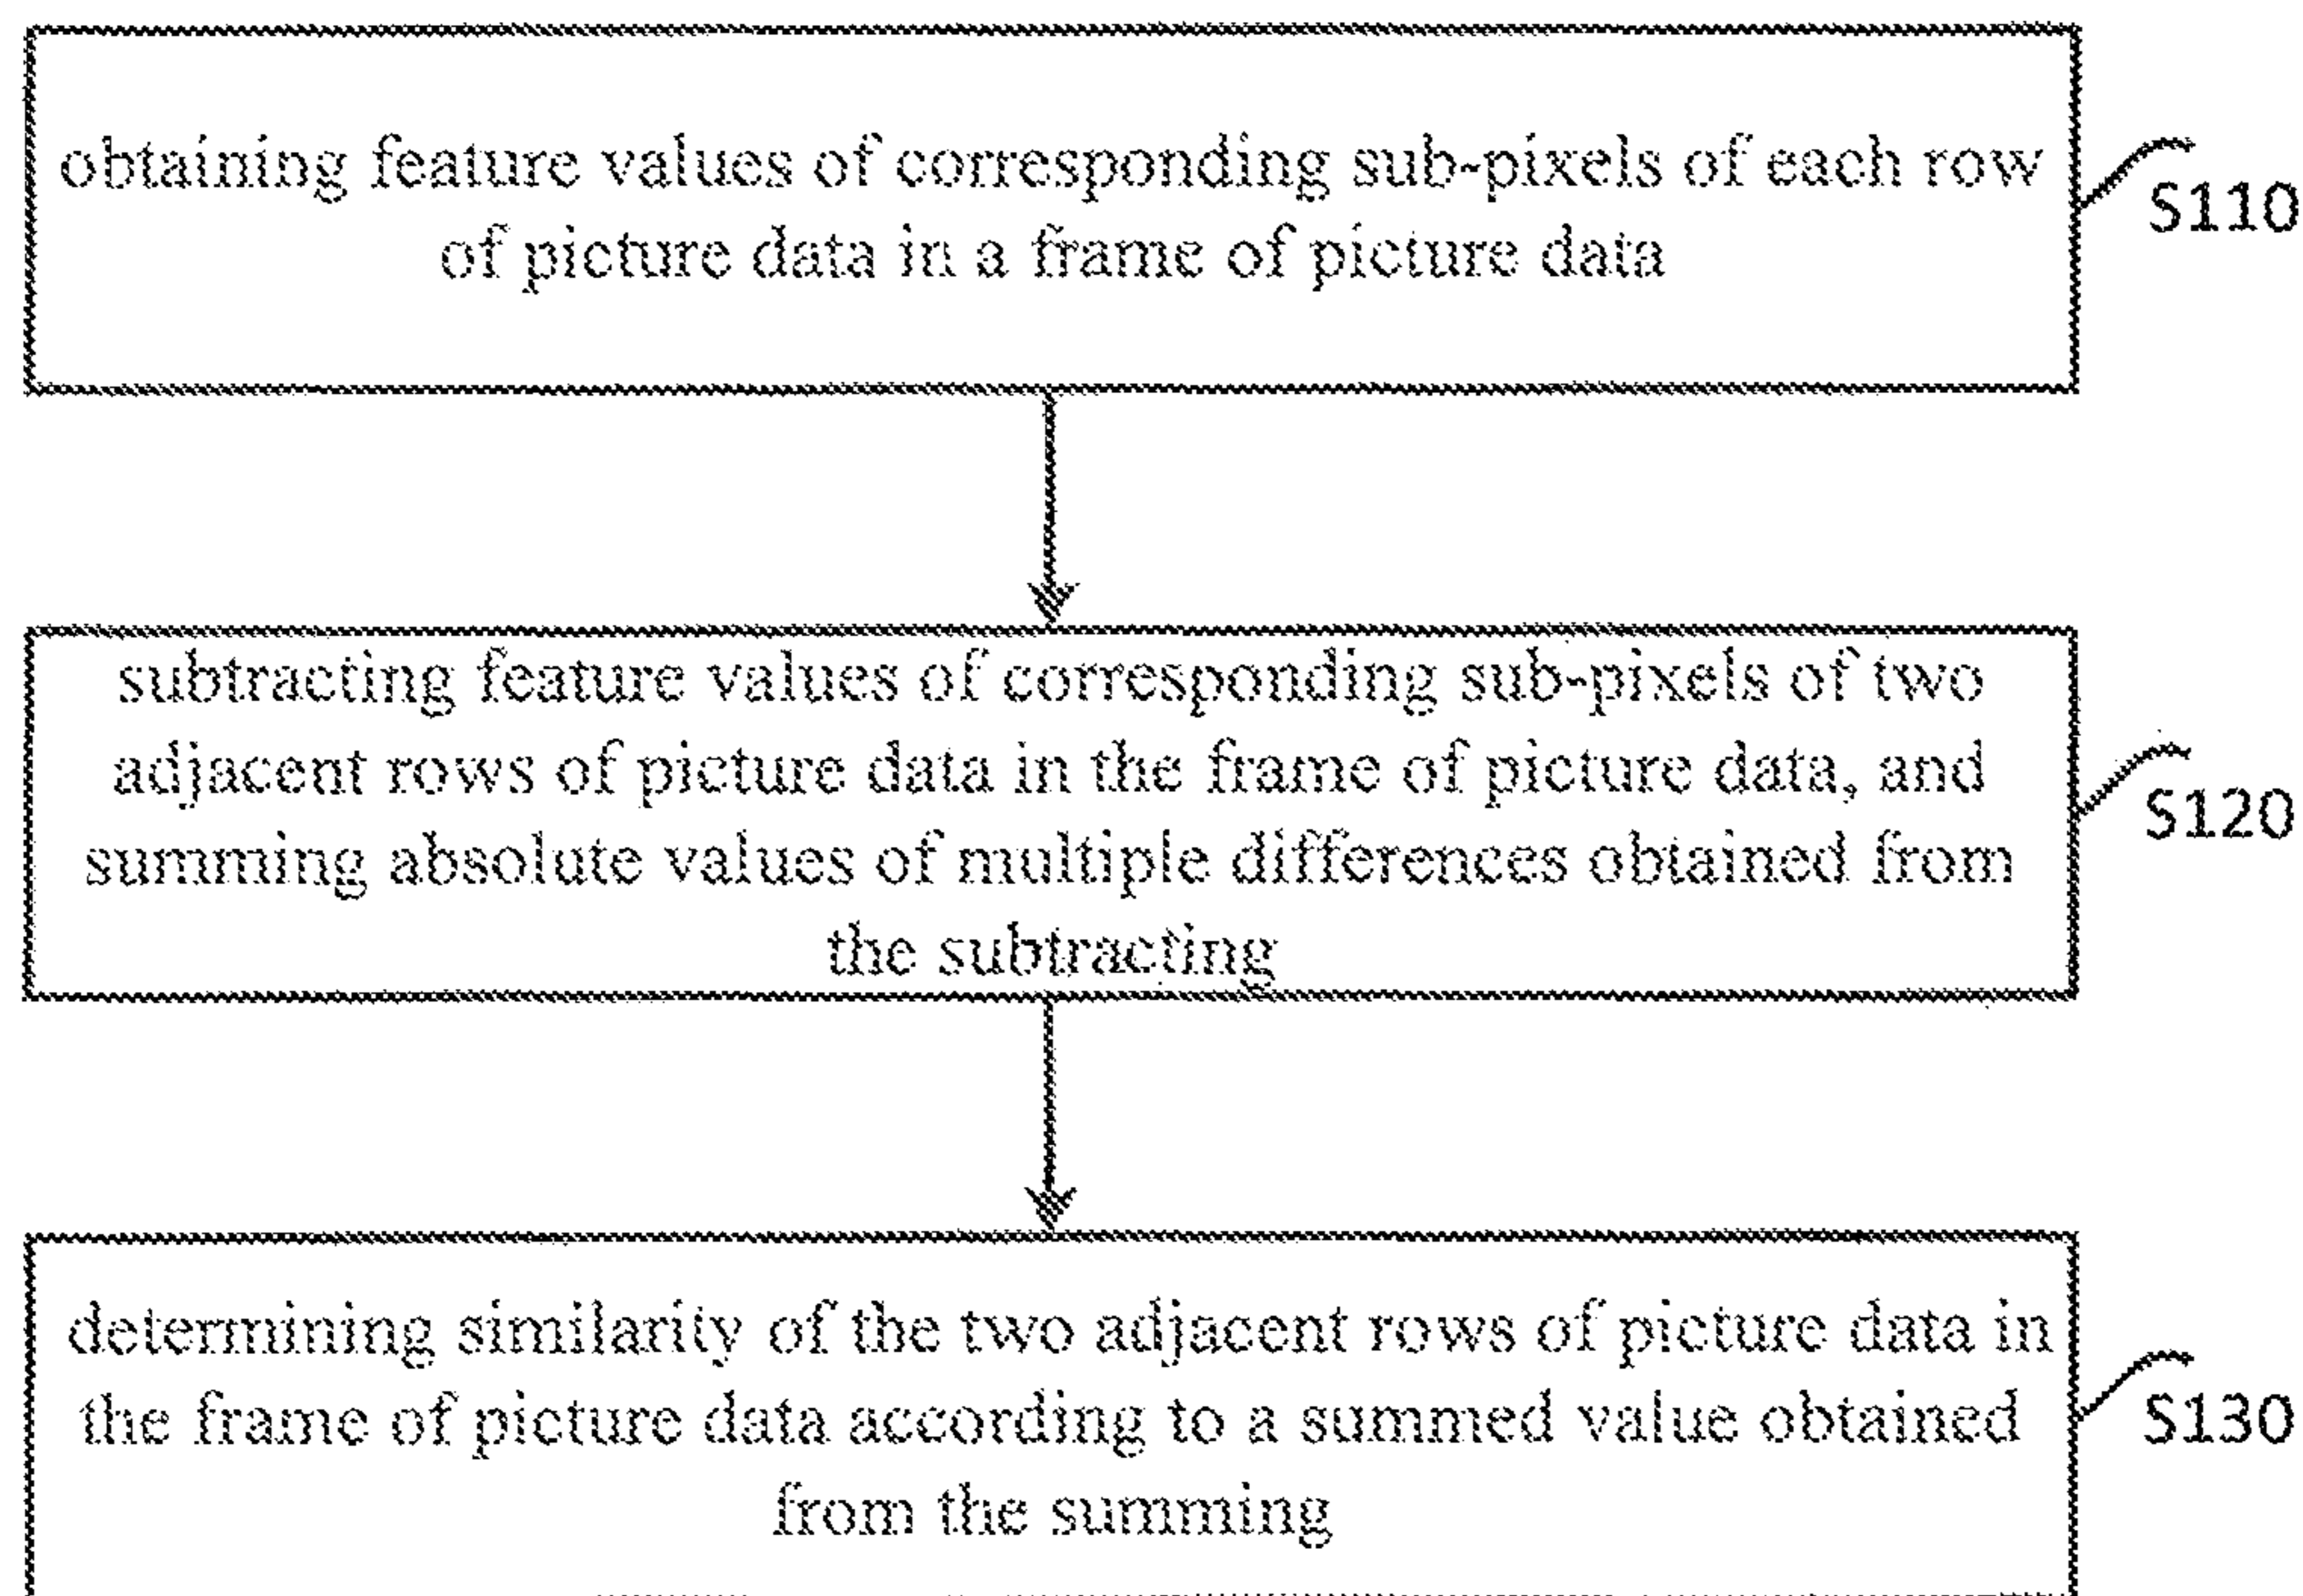 obtaining feature values of corresponding sub-pixels of each row
of picture data in a frame of picture data
S110
subtracting feature values of corresponding sub-pixels of two
adjacent rows of picture data in the frame of picture data, and
summing absolute values of multiple differences obtained from
the subtracting
S120
determining similarity of the two adjacent rows of picture data in
the frame of picture data according to a summed value obtained
from the summing
S130